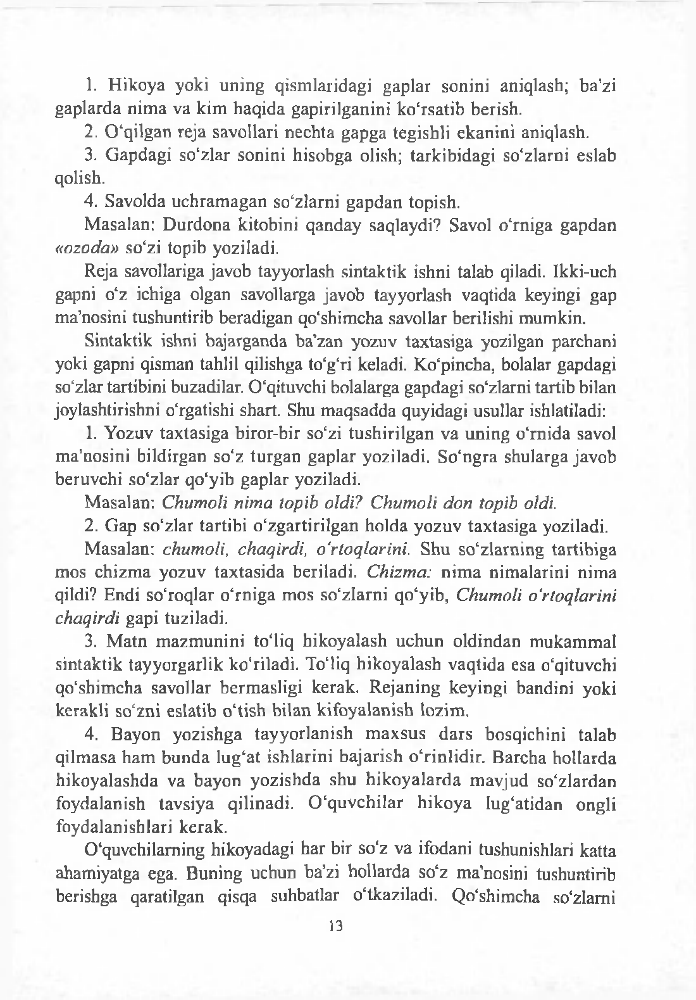 1. Hikoya yoki uning qismlaridagi gaplar sonini aniqlash; ba’zi
gaplarda nima va kim haqida gapirilganini ko‘rsatib berish.
2. O‘qilgan reja savollari nechta gapga tegishli ekanini aniqlash.
3. Gapdagi so‘zlar sonini hisobga olish; tarkibidagi so‘zlarni eslab
qolish.
4. Savolda uchramagan so‘zlarni gapdan topish.
Masalan: Durdona kitobini qanday saqlaydi? Savol o‘rniga gapdan
«ozoda» so‘zi topib yoziladi.
Reja savollariga javob tayyorlash sintaktik ishni talab qiladi. Ikki-uch
gapni o‘z ichiga olgan savollarga javob tayyorlash vaqtida keyingi gap
ma’nosini tushuntirib beradigan qo‘shimcha savollar berilishi mumkin.
Sintaktik ishni bajarganda ba’zan yozuv taxtasiga yozilgan parchani
yoki gapni qisman tahlil qilishga to‘g‘ri keladi. Ko‘pincha, bolalar gapdagi
so‘zlar tartibini buzadilar. O‘qituvchi bolalarga gapdagi so‘zlarni tartib bilan
joylashtirishni o‘rgatishi shart. Shu maqsadda quyidagi usullar ishlatiladi:
1. Yozuv taxtasiga biror-bir so‘zi tushirilgan va uning o‘rnida savol
ma’nosini bildirgan so‘z turgan gaplar yoziladi. So‘ngra shularga javob
beruvchi so‘zlar qo‘yib gaplar yoziladi.
Masalan: Chumoli nima topib oldi? Chumoli don topib oldi.
2. Gap so‘zlar tartibi o‘zgartirilgan holda yozuv taxtasiga yoziladi.
Masalan: chumoli, chaqirdi, o‘rtoqlarini. Shu so‘zlarning tartibiga
mos chizma yozuv taxtasida beriladi. Chizma: nima nimalarini nima
qildi? Endi so‘roqlar o‘rniga mos so‘zlarni qo‘yib, Chumoli o‘rtoqlarini
chaqirdi gapi tuziladi.
3. Matn mazmunini to‘liq hikoyalash uchun oldindan mukammal
sintaktik tayyorgarlik ko‘riladi. To‘liq hikoyalash vaqtida esa o‘qituvchi
qo‘shimcha savollar bermasligi kerak. Rejaning keyingi bandini yoki
kerakli so‘zni eslatib o‘tish bilan kifoyalanish lozim.
4. Bayon yozishga tayyorlanish maxsus dars bosqichini talab
qilmasa ham bunda lug‘at ishlarini bajarish o‘rinlidir. Barcha hollarda
hikoyalashda va bayon yozishda shu hikoyalarda mavjud so‘zlardan
foydalanish tavsiya qilinadi. O‘quvchilar hikoya lug‘atidan ongli
foydalanishlari kerak.
O‘quvchilarning hikoyadagi har bir so‘z va ifodani tushunishlari katta
ahamiyatga ega. Buning uchun ba’zi hollarda so‘z ma’nosini tushuntirib
berishga qaratilgan qisqa suhbatlar o‘tkaziladi. Qo‘shimcha so‘zlarni
13